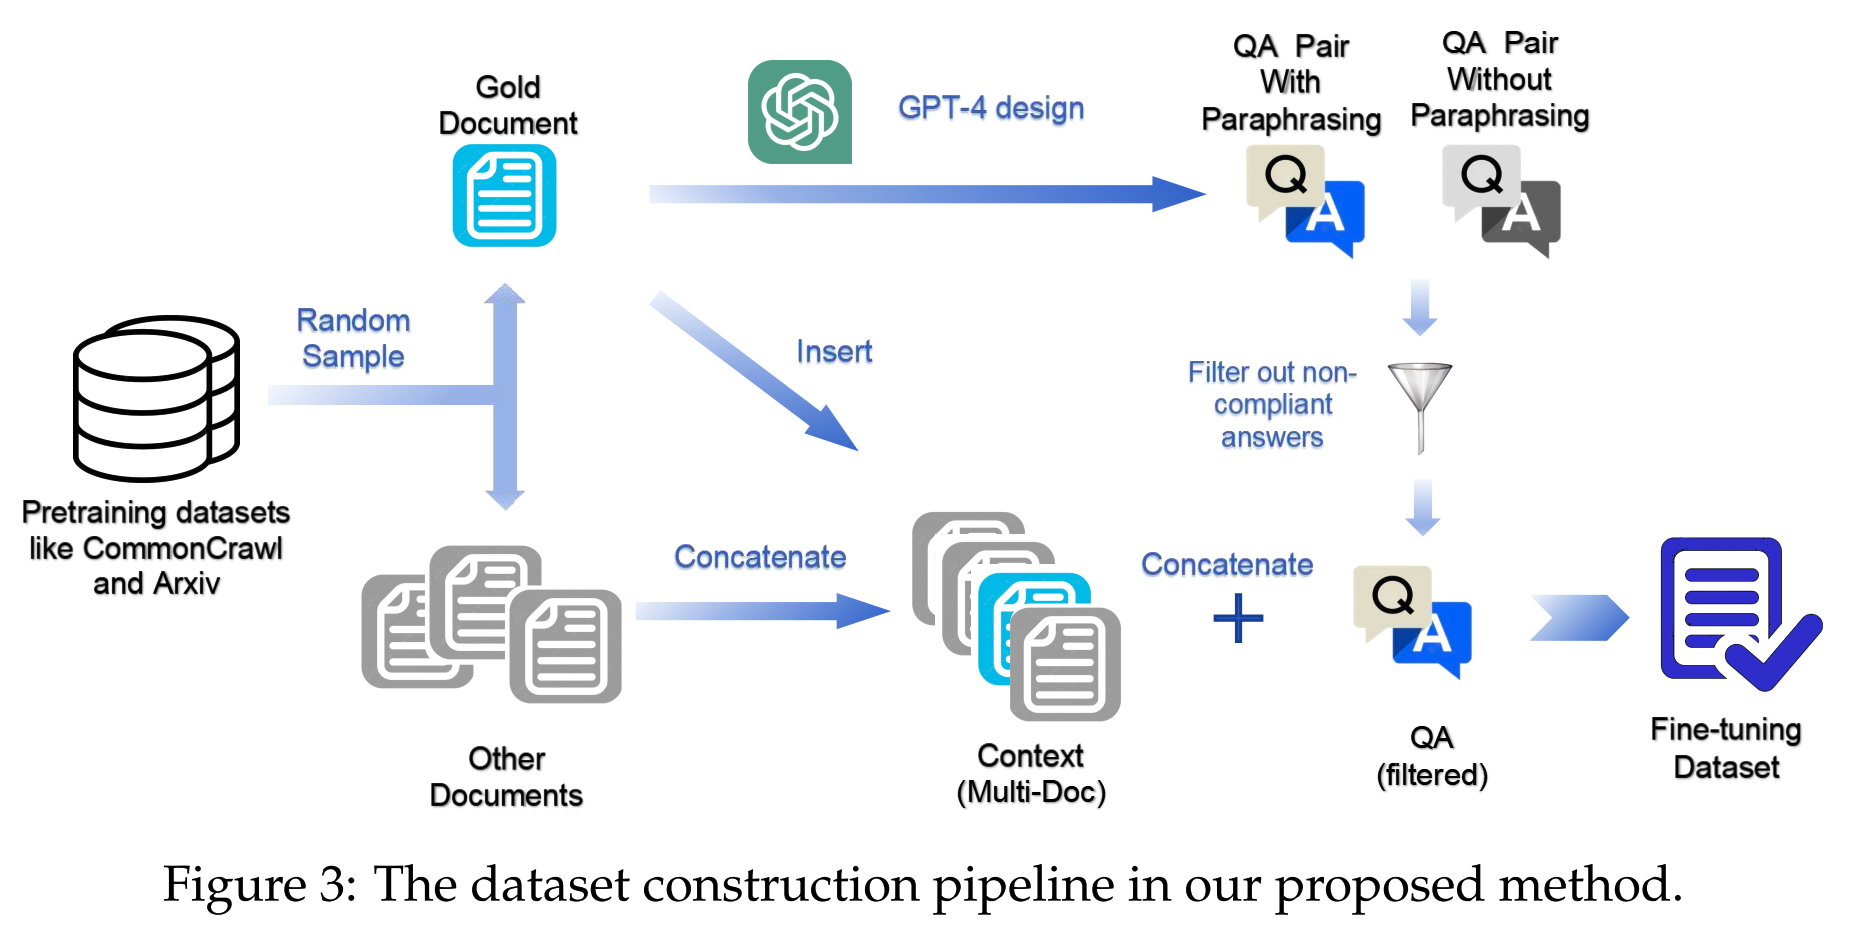 Gold
Document
GPT-4 design
QA Pair
With
Paraphrasing
QA Pair
Without
Paraphrasing
Q
A
Q
A
Random
Sample
Insert
Filter out non-
compliant
answers
Pretraining datasets
like CommonCrawl
and Arxiv
Concatenate
Concatenate
Q
A
Other
Documents
Context
(Multi-Doc)
QA
(filtered)
Fine-tuning
Dataset
Figure 3: The dataset construction pipeline in our proposed method.